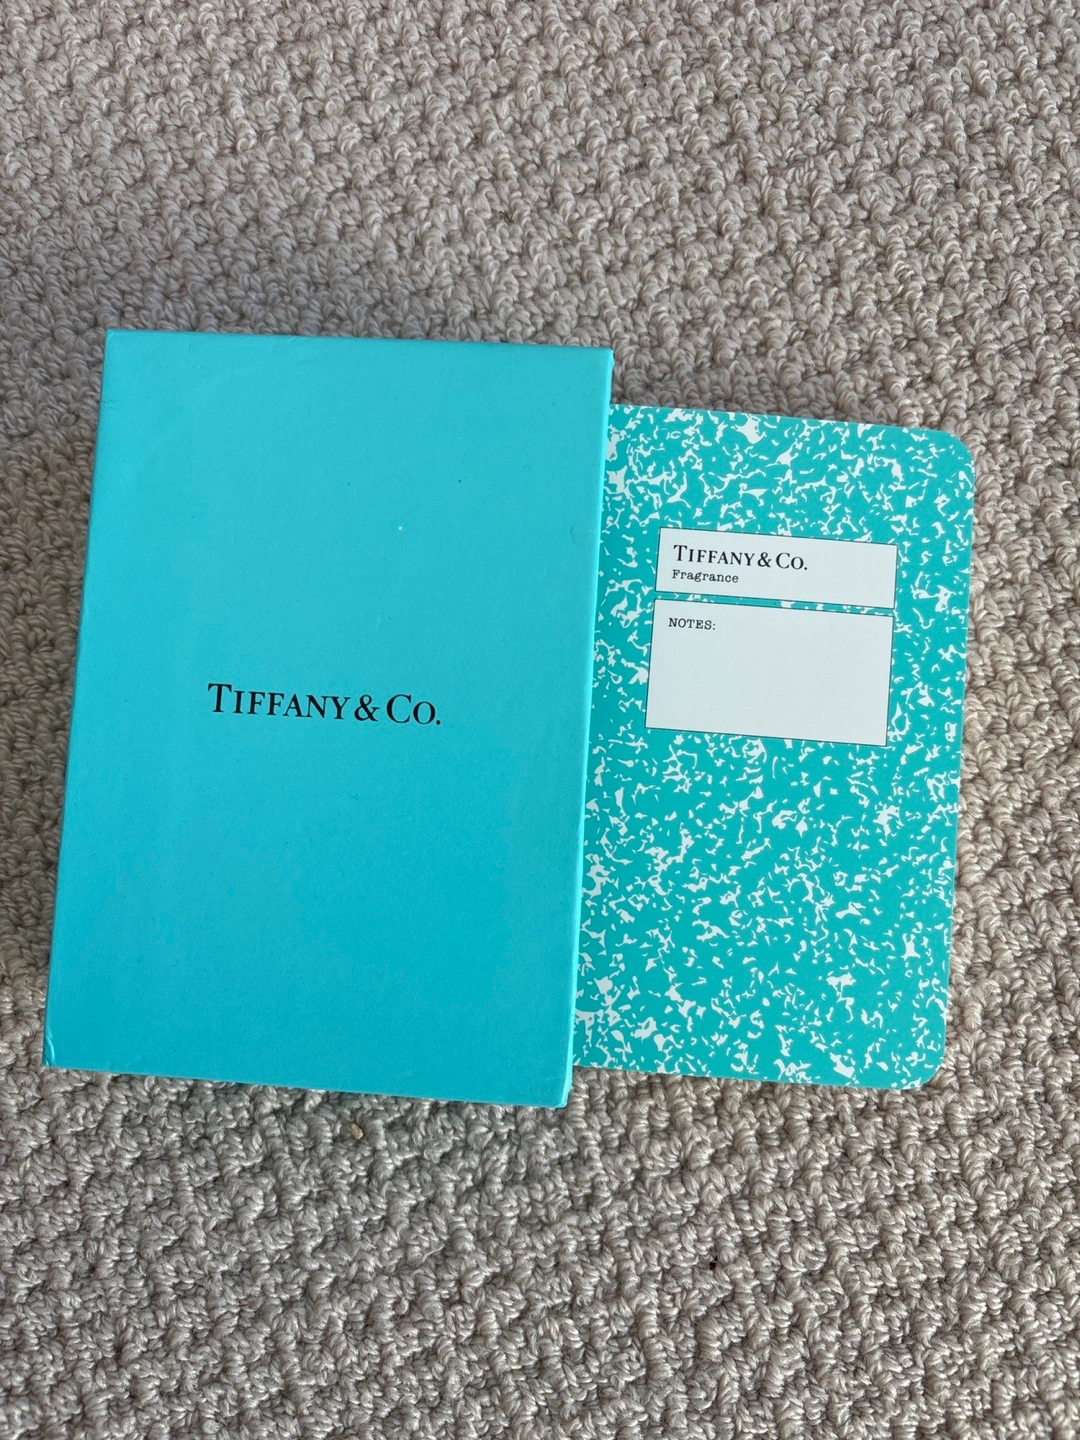 TIFFANY & CO.
TIFFANY & CO.
Fragrance
NOTES: